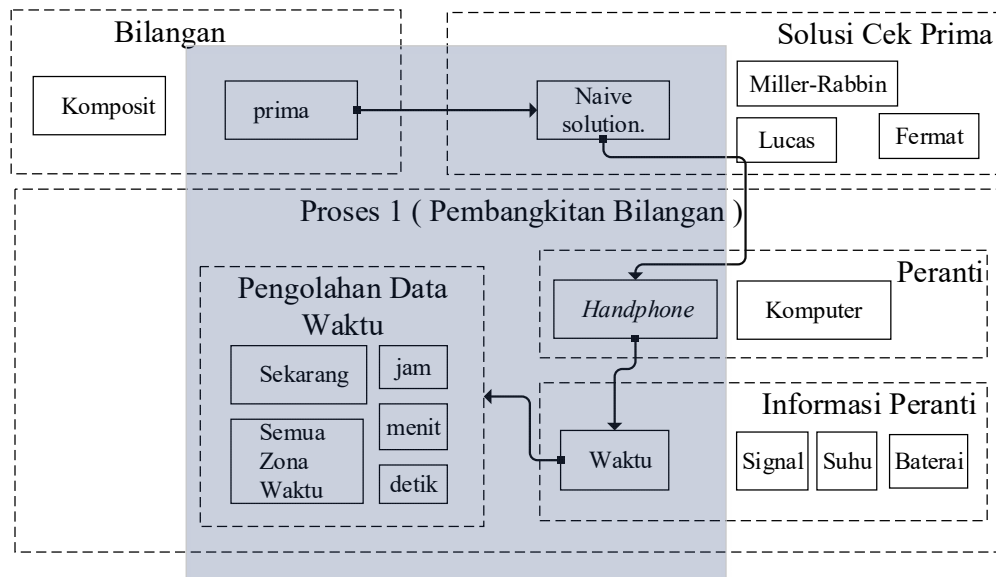 Bilangan
Komposit
prima
Solusi Cek Prima
Naive
solution.
Miller-Rabbin
Lucas
Fermat
Proses 1 ( Pembangkitan Bilangan )
Pengolahan Data
Waktu
Sekarang
jam
Semua
Zona
Waktu
menit
detik
Peranti
Handphone
Komputer
Informasi Peranti
Waktu
Signal
Suhu
Baterai